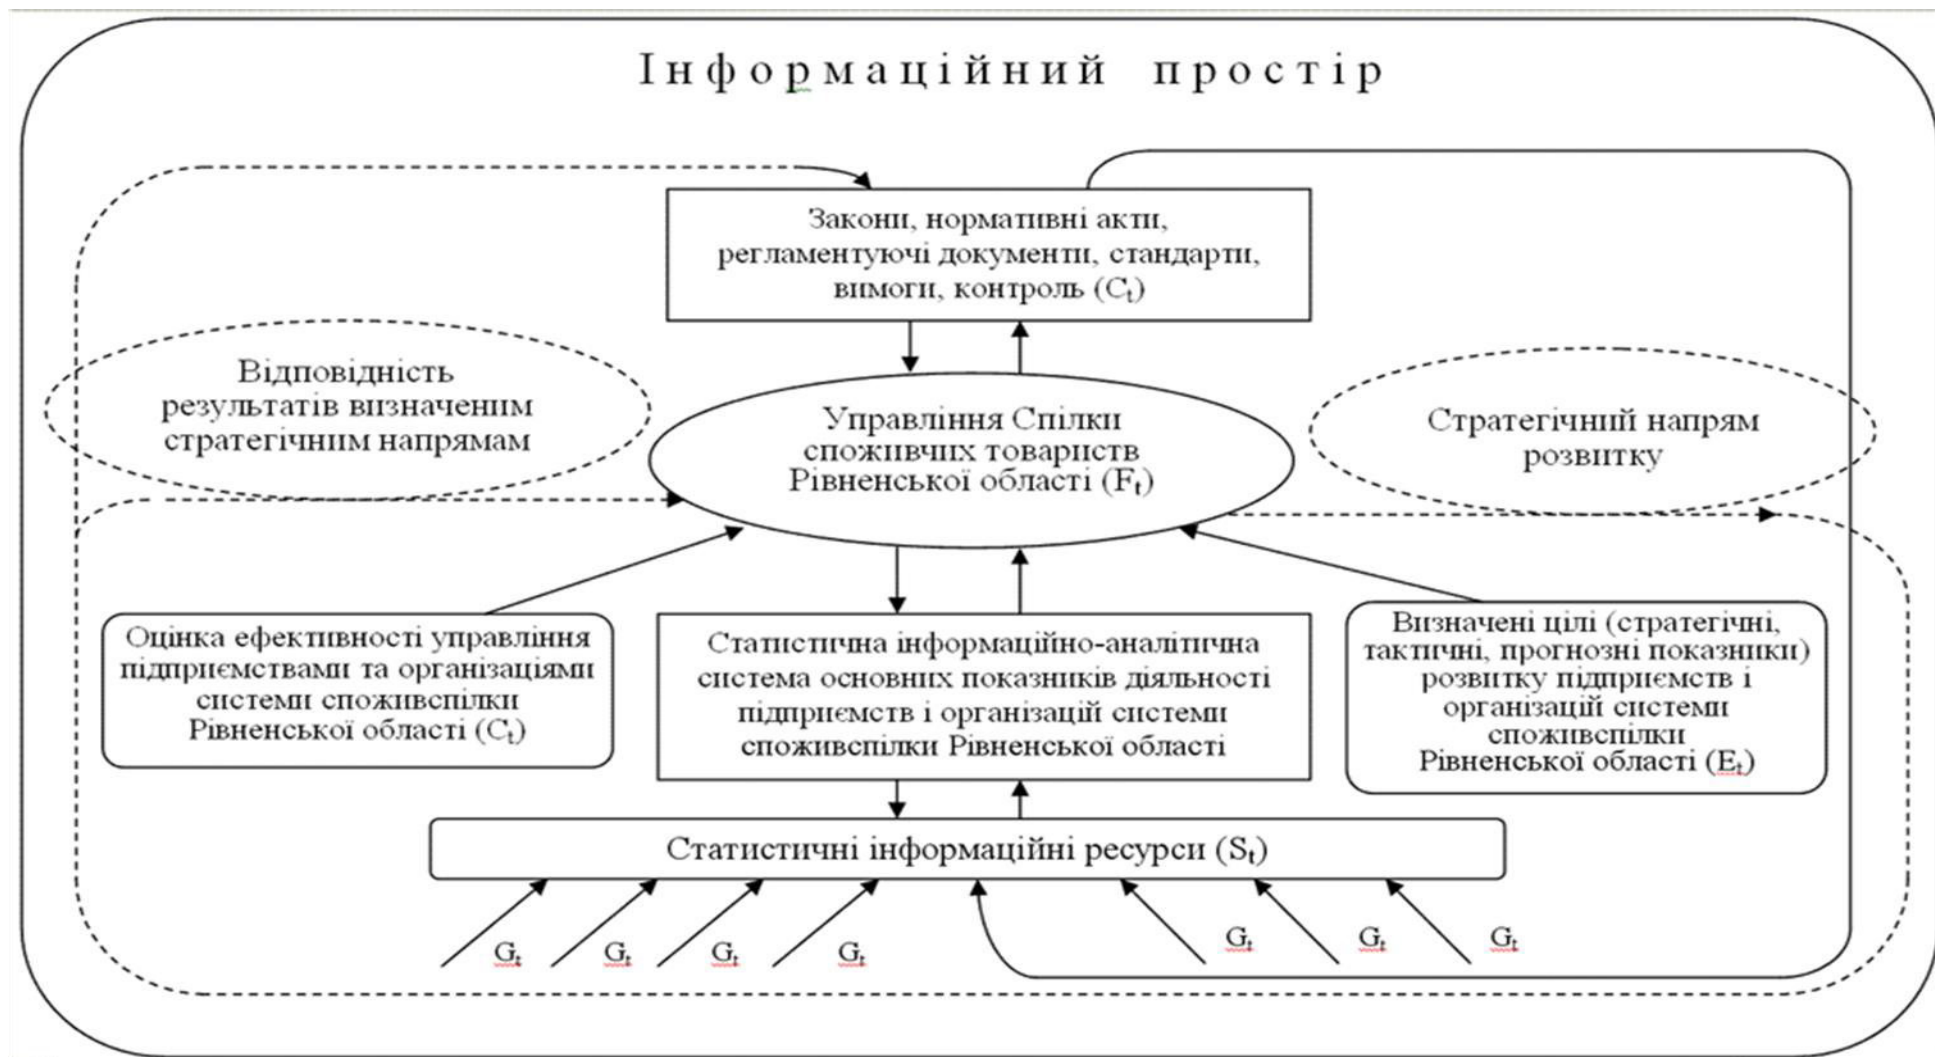 Інформаційний простір
Закони, нормативні акти,
регламентуючі документи, стандарти,
вимоги, контроль (Ct)
Відповідність
результатів визначеним
стратегічним напрямам
Управління Спілки
споживчих товариств
Рівненської області (Ft)
Стратегічний напрям
розвитку
Оцінка ефективності управління
підприємствами та організаціями
системи споживспілки
Рівненської області (Ct)
Статистична інформаційно-аналітична
система основних показників діяльності
підприємств і організацій системи
споживспілки Рівненської області
Визначені цілі (стратегічні,
тактичні, прогнозні показники)
розвитку підприємств і
організацій системи
споживспілки
Рівненської області (Et)
Статистичні інформаційні ресурси (St)
Gt Gt Gt Gt Gt Gt Gt